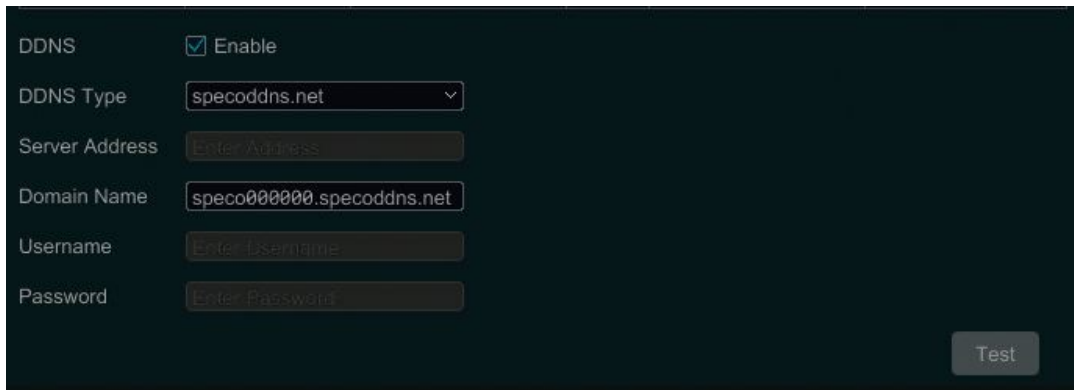 DDNS Enable
DDNS Type specoddns.net
Server Address Enter Address
Domain Name speco000000.specoddns.net
Username Enter Username
Password Enter Password
Test